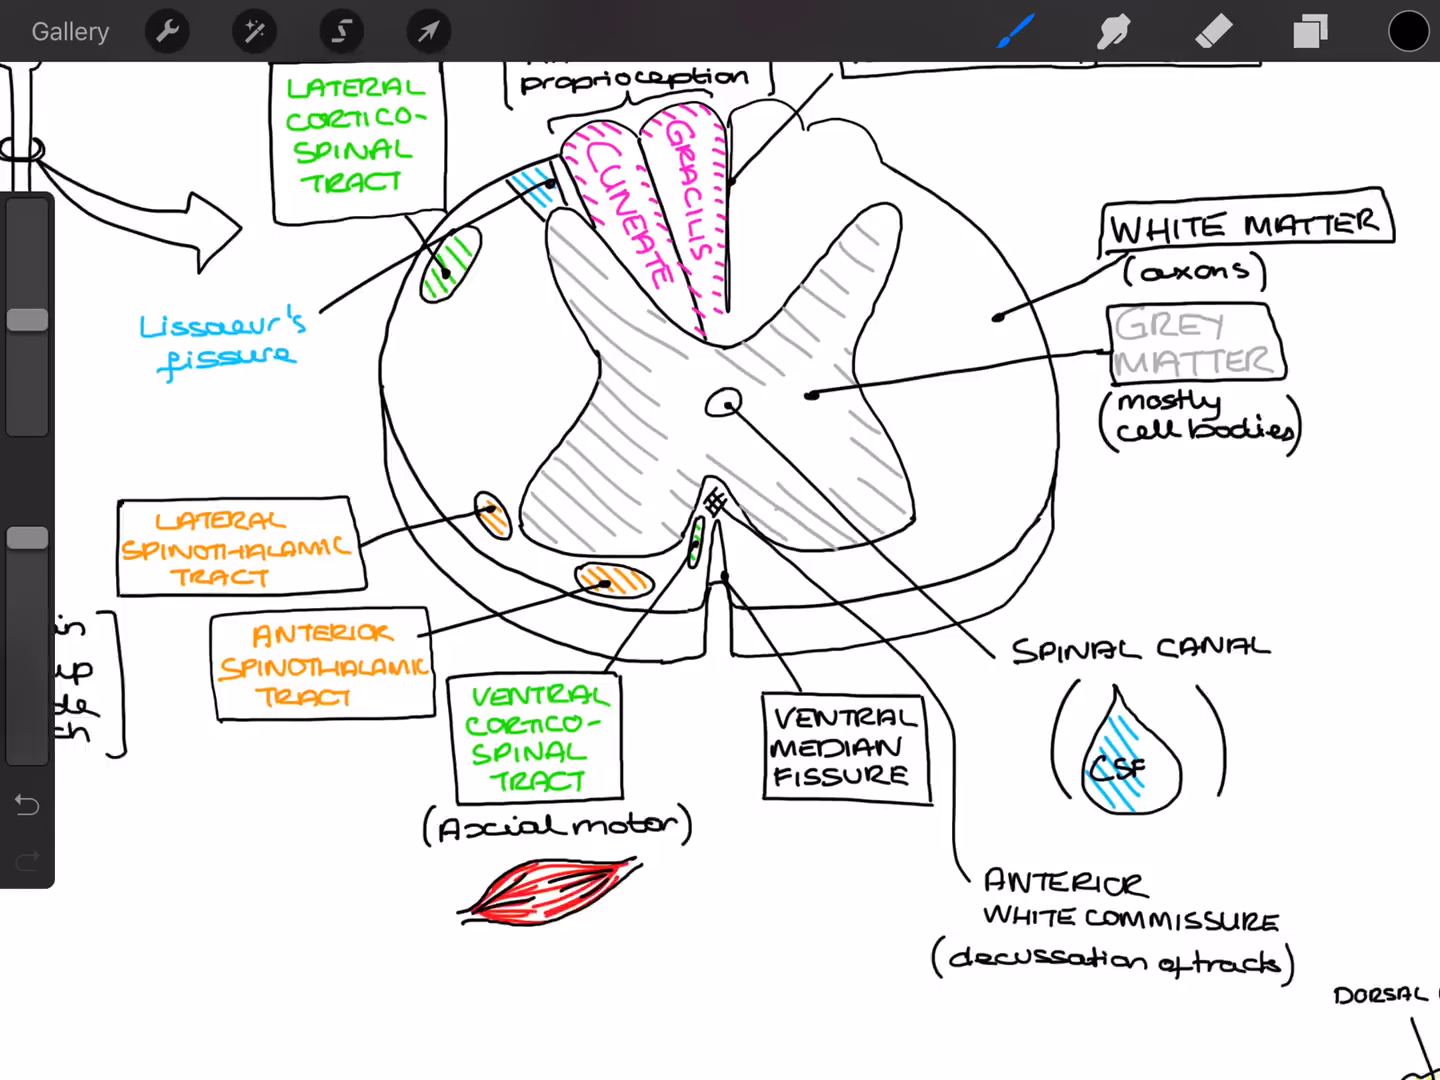 Gallery
proprioception
LATERAL
CORTICO-
SPINAL
TRACT
CUNEATE
GRACILIS
WHITE MATTER
(axons)
GREY
MATTER
(mostly
cell bodies)
Lissaeur's
fissure
LATERAL
SPINOTHALAMIC
TRACT
ANTERIOR
SPINOTHALAMIC
TRACT
up
VENTRAL
CORTICO-
SPINAL
TRACT
(Axial motor)
VENTRAL
MEDIAN
FISSURE
SPINAL CANAL
(CSF)
ANTERIOR
WHITE COMMISSURE
(decussation of tracts)
DORSAL